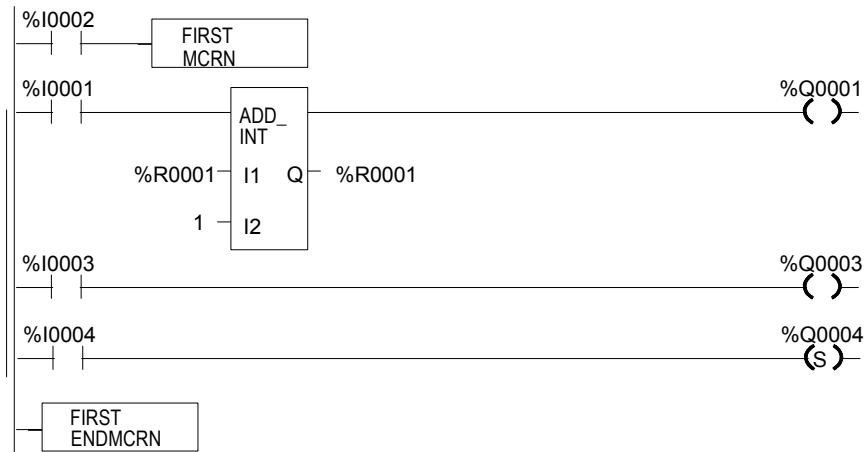 %I0002
FIRST
MCRN
%I0001
%Q0001
ADD_
INT
%R0001 I1 Q %R0001
1 I2
%I0003 %Q0003
%I0004 %Q0004
S
FIRST
ENDMCRN